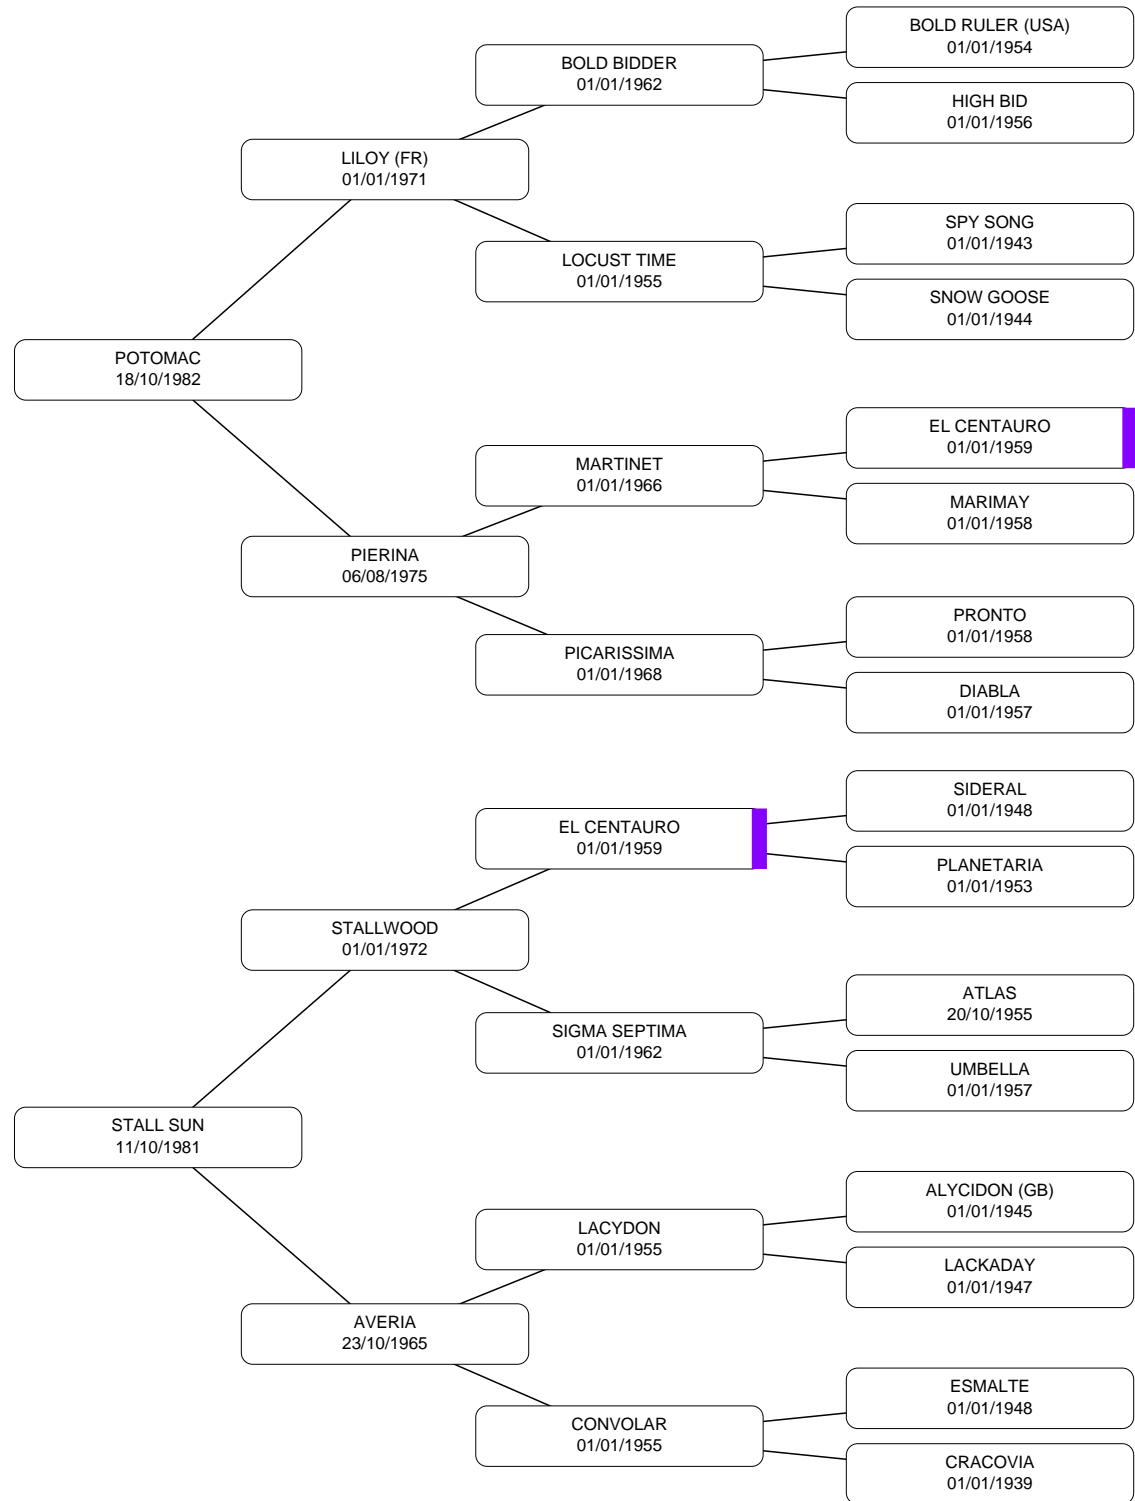 BOLD RULER (USA)
01/01/1954
BOLD BIDDER
01/01/1962
HIGH BID
01/01/1956
LILOY (FR)
01/01/1971
SPY SONG
01/01/1943
LOCUST TIME
01/01/1955
SNOW GOOSE
01/01/1944
POTOMAC
18/10/1982
EL CENTAURO
01/01/1959
MARTINET
01/01/1966
MARIMAY
01/01/1958
PIERINA
06/08/1975
PRONTO
01/01/1958
PICARISSIMA
01/01/1968
DIABLA
01/01/1957
SIDERAL
01/01/1948
EL CENTAURO
01/01/1959
PLANETARIA
01/01/1953
STALLWOOD
01/01/1972
ATLAS
20/10/1955
SIGMA SEPTIMA
01/01/1962
UMBELLA
01/01/1957
STALL SUN
11/10/1981
ALYCIDON (GB)
01/01/1945
LACYDON
01/01/1955
LACKADAY
01/01/1947
AVERIA
23/10/1965
ESMALTE
01/01/1948
CONVOLAR
01/01/1955
CRACOVIA
01/01/1939